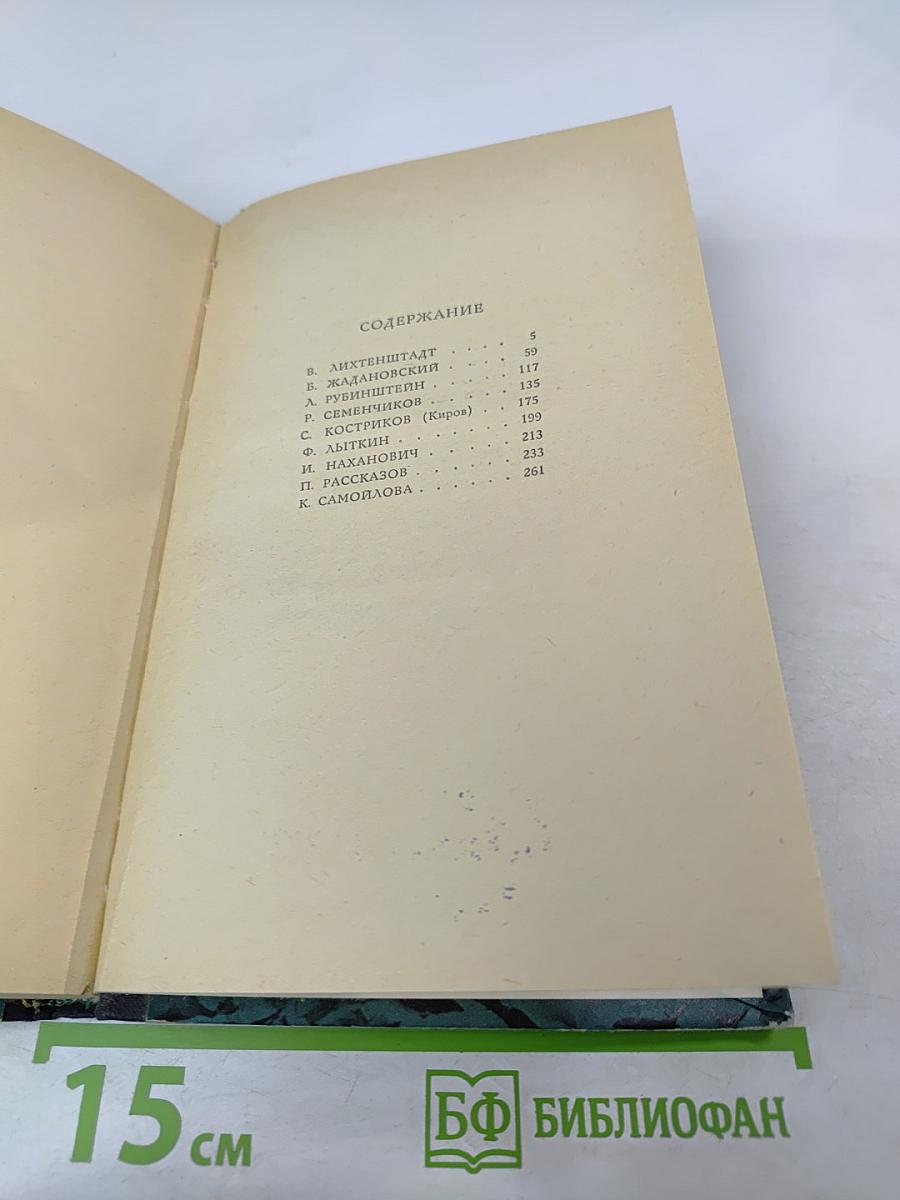 СОДЕРЖАНИЕ
В. ЛИХТЕНШТАДТ . . . . 5
Б. ЖАДАНОВСКИЙ . . . . 59
Л. РУБИНШТЕЙН . . . . . 117
Р. СЕМЕНЧИКОВ . . . . . 135
С. КОСТРИКОВ (Киров) . . 175
Ф. ЛЫТКИН . . . . . . . 199
И. НАХАНОВИЧ . . . . . 213
П. РАССКАЗОВ . . . . . . 233
К. САМОЙЛОВА . . . . . . 261
15 см
БФ БИБЛИОФАН